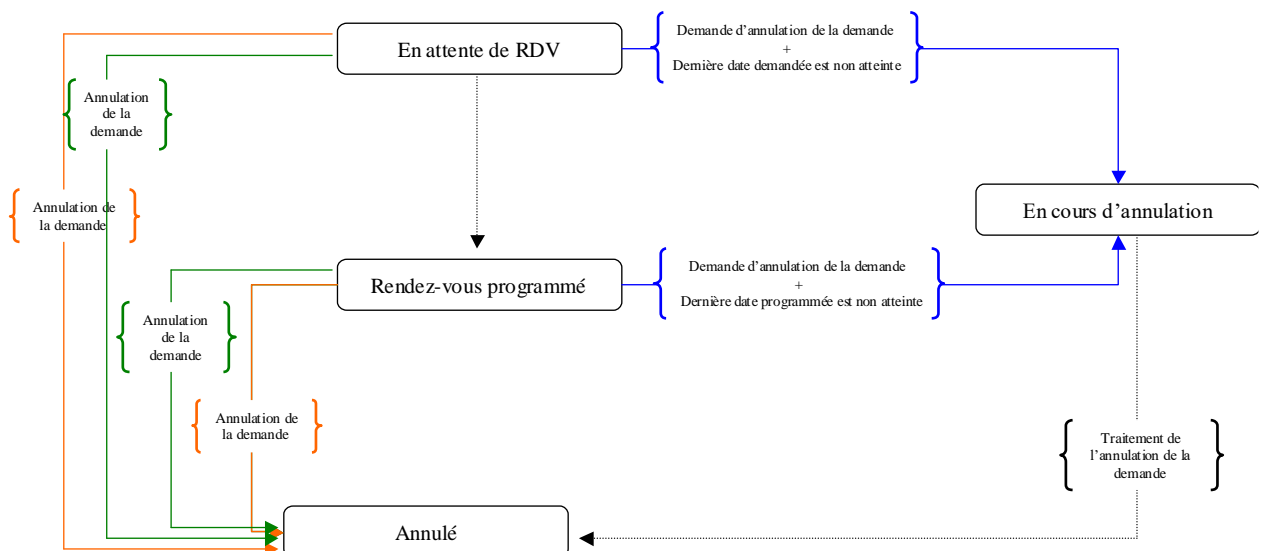 En attente de RDV
Demande d'annulation de la demande
+
Dernière date demandée est non atteinte
Annulation
de la
demande
Annulation de
la demande
En cours d'annulation
Rendez-vous programmé
Demande d'annulation de la demande
+
Dernière date programmée est non atteinte
Annulation
de la
demande
Annulation de
la demande
Traitement de
l'annulation de la
demande
Annulé